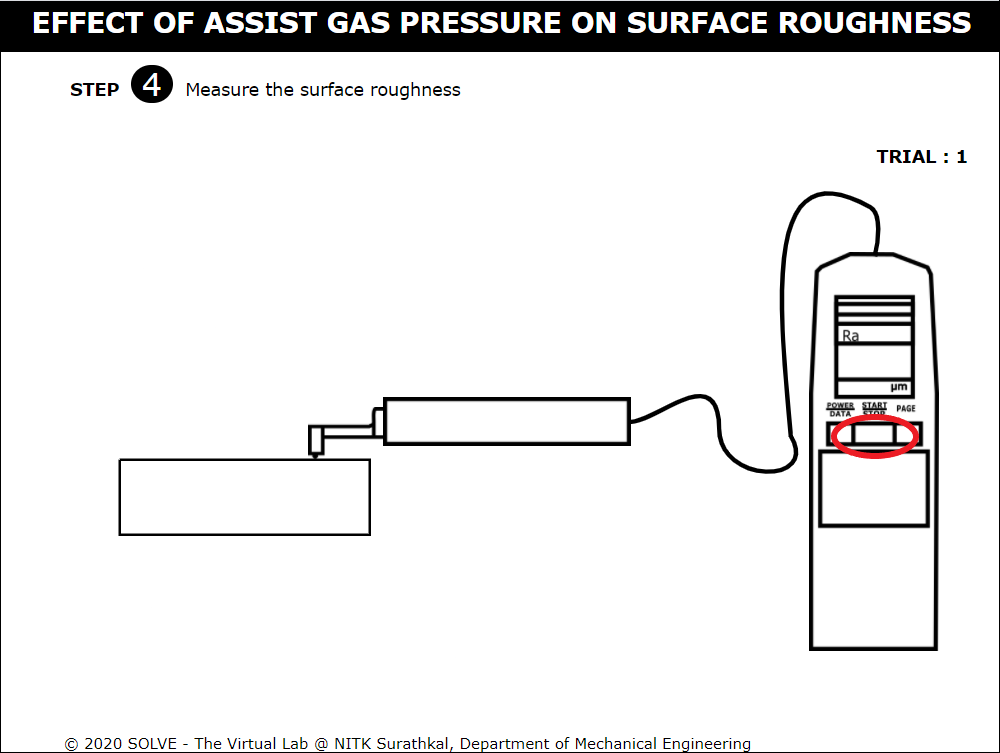 EFFECT OF ASSIST GAS PRESSURE ON SURFACE ROUGHNESS
STEP 4 Measure the surface roughness
TRIAL : 1
Ra
µm
POWER START PAGE
DATA STOP
© 2020 SOLVE - The Virtual Lab @ NITK Surathkal, Department of Mechanical Engineering